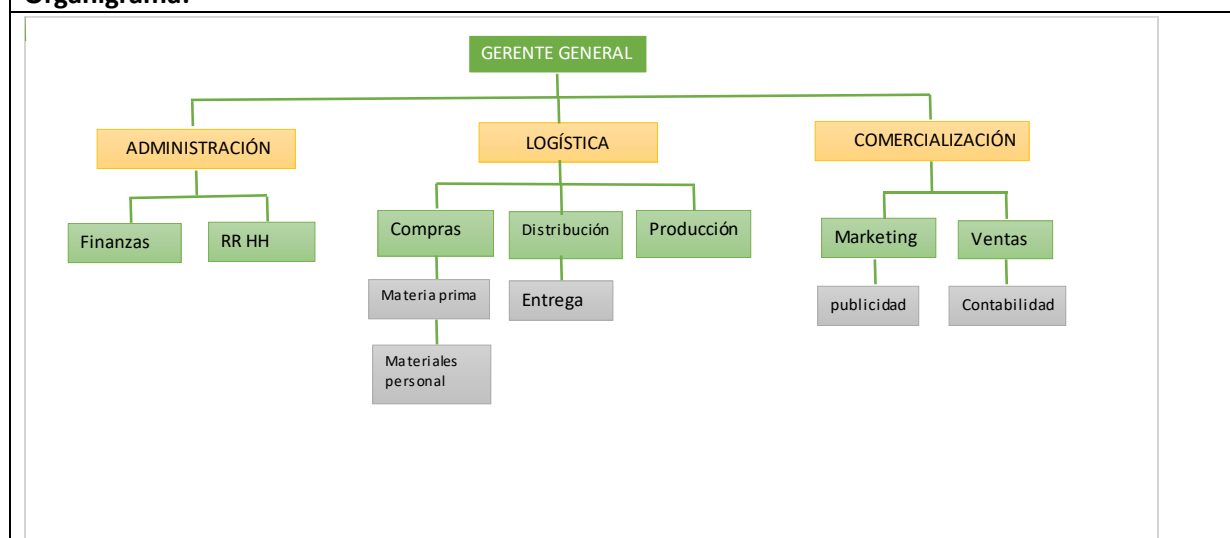 Organigrama:
GERENTE GENERAL
ADMINISTRACIÓN
LOGÍSTICA
COMERCIALIZACIÓN
Finanzas
RR HH
Compras
Distribución
Producción
Marketing
Ventas
Materia prima
Entrega
publicidad
Contabilidad
Materiales
personal